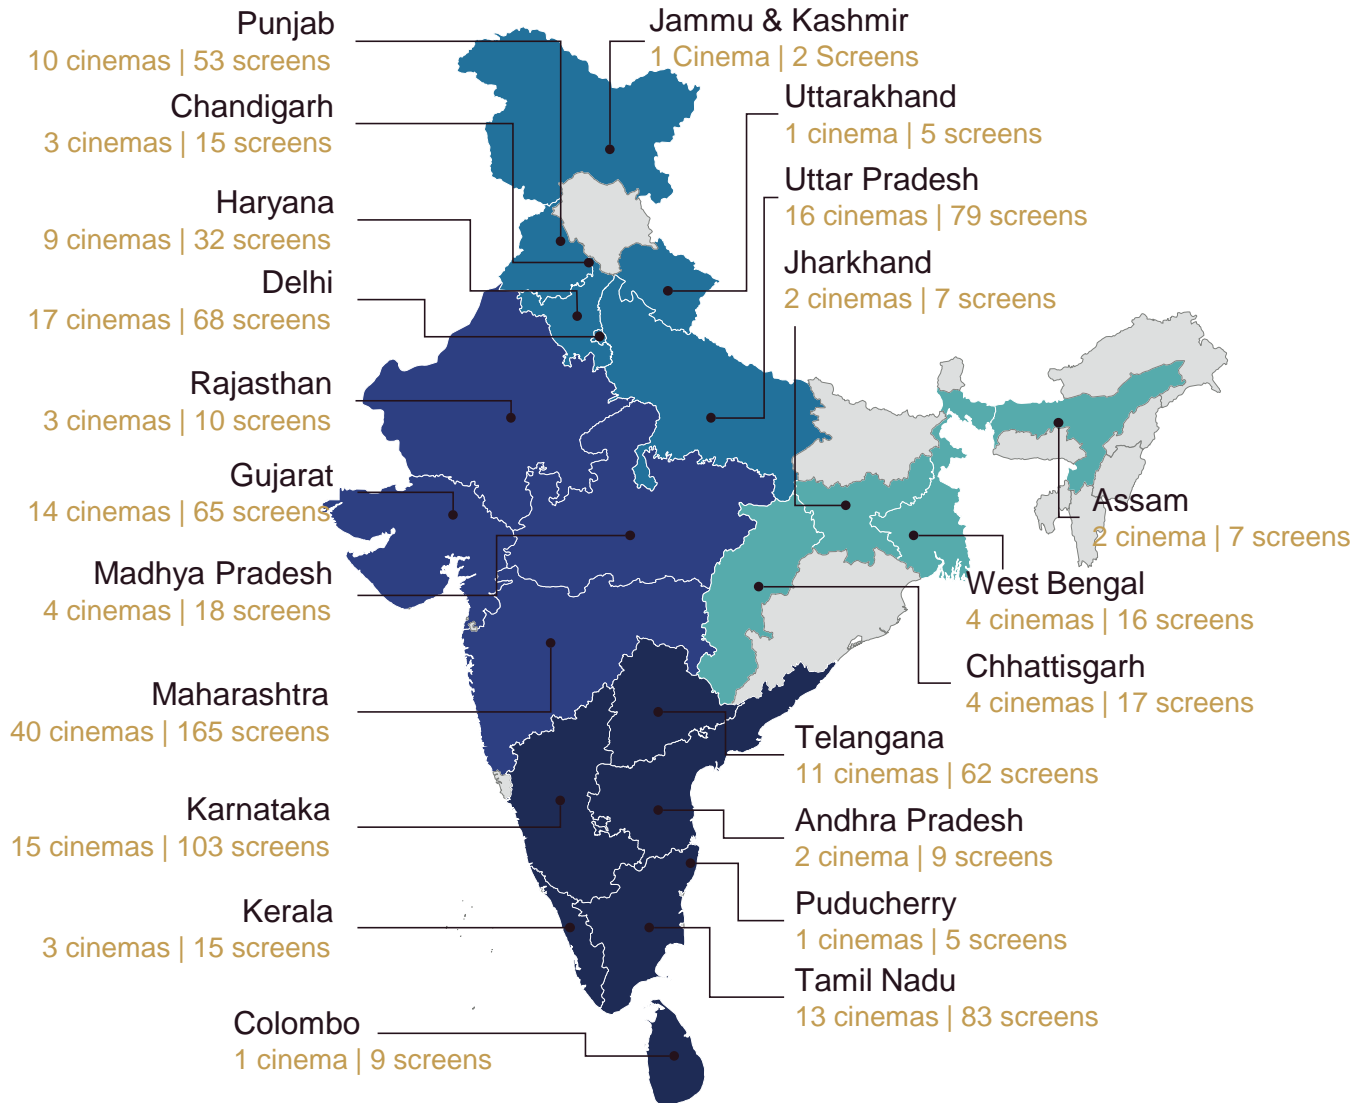 Punjab
10 cinemas | 53 screens
Jammu & Kashmir
1 Cinema | 2 Screens
Chandigarh
3 cinemas | 15 screens
Uttarakhand
1 cinema | 5 screens
Haryana
9 cinemas | 32 screens
Uttar Pradesh
16 cinemas | 79 screens
Delhi
17 cinemas | 68 screens
Jharkhand
2 cinemas | 7 screens
Rajasthan
3 cinemas | 10 screens
Gujarat
14 cinemas | 65 screens
Assam
2 cinema | 7 screens
Madhya Pradesh
4 cinemas | 18 screens
West Bengal
4 cinemas | 16 screens
Maharashtra
40 cinemas | 165 screens
Chhattisgarh
4 cinemas | 17 screens
Telangana
11 cinemas | 62 screens
Karnataka
15 cinemas | 103 screens
Andhra Pradesh
2 cinema | 9 screens
Kerala
3 cinemas | 15 screens
Puducherry
1 cinemas | 5 screens
Tamil Nadu
13 cinemas | 83 screens
Colombo
1 cinema | 9 screens